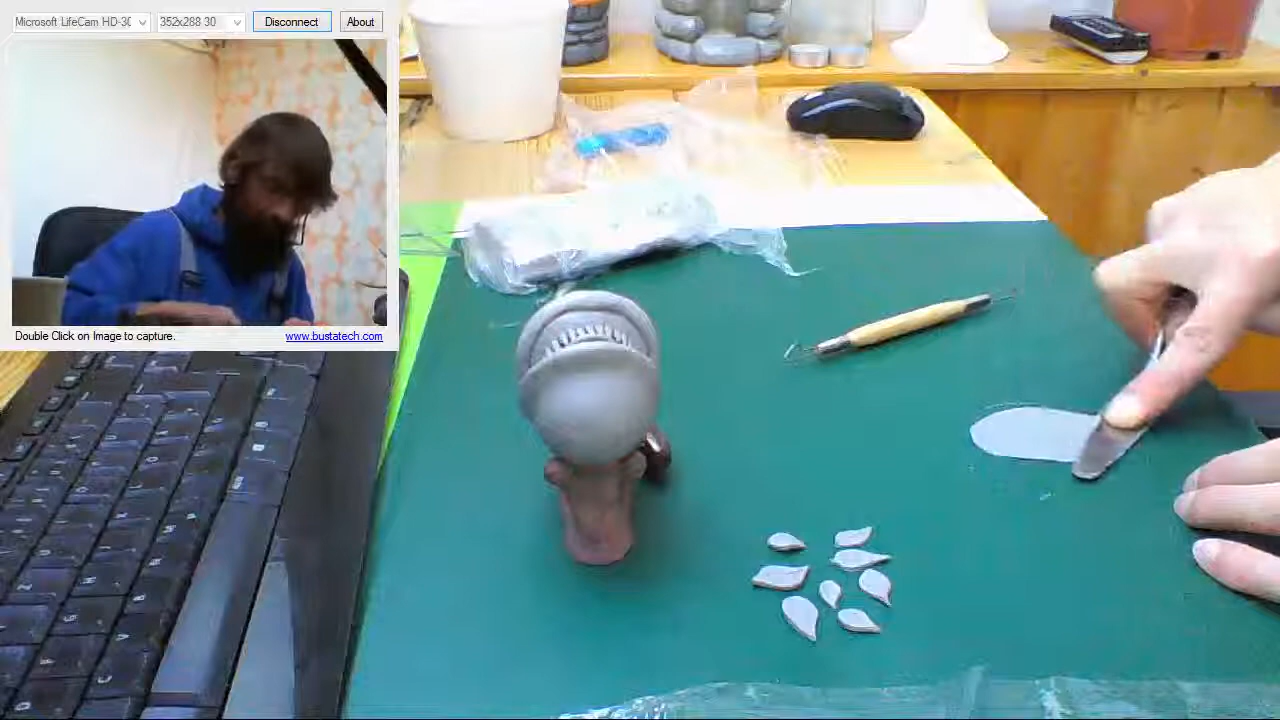 Microsoft LifeCam HD-30
352x288 30
Disconnect
About
Double Click on Image to capture.
www.bustatech.com